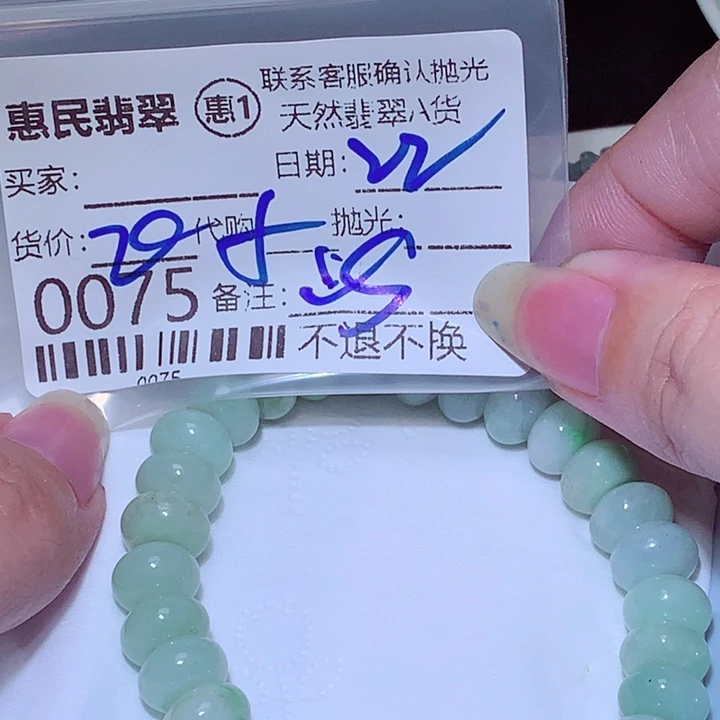 惠民翡翠 惠1 联系客服确认抛光
天然翡翠A货
买家: 日期: 22
货价: 20 代购 抛光:
0075 备注:
不退不换
0075